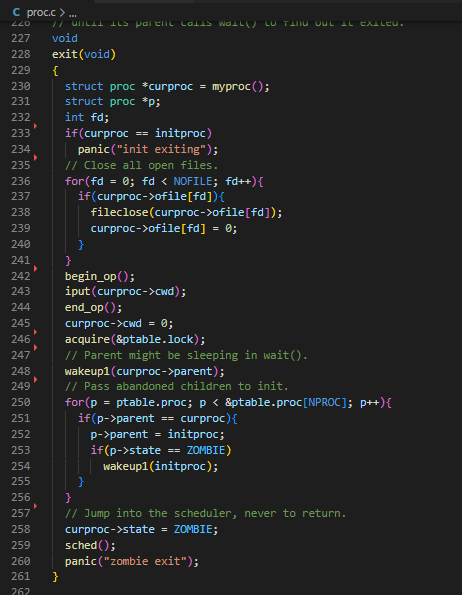 C proc.c > ...
226 // until its parent calls wait() to find out it exited.
227 void
228 exit(void)
229 {
230 struct proc *curproc = myproc();
231 struct proc *p;
232 int fd;
233 if(curproc == initproc)
234 panic("init exiting");
235 // Close all open files.
236 for(fd = 0; fd < NOFILE; fd++){
237 if(curproc->ofile[fd]){
238 fileclose(curproc->ofile[fd]);
239 curproc->ofile[fd] = 0;
240 }
241 }
242 begin_op();
243 iput(curproc->cwd);
244 end_op();
245 curproc->cwd = 0;
246 acquire(&ptable.lock);
247 // Parent might be sleeping in wait().
248 wakeup1(curproc->parent);
249 // Pass abandoned children to init.
250 for(p = ptable.proc; p < &ptable.proc[NPROC]; p++){
251 if(p->parent == curproc){
252 p->parent = initproc;
253 if(p->state == ZOMBIE)
254 wakeup1(initproc);
255 }
256 }
257 // Jump into the scheduler, never to return.
258 curproc->state = ZOMBIE;
259 sched();
260 panic("zombie exit");
261 }
262